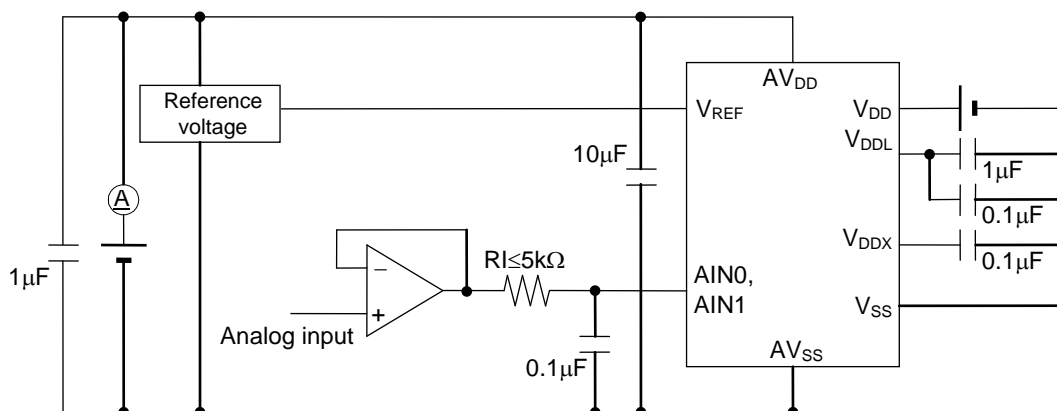 AVDD
Reference
voltage
VREF
VDD
VDDL
10μF
1μF
A
0.1μF
VDDX
0.1μF
1μF
−
RI≤5kΩ
AIN0,
AIN1
+
Analog input
VSS
0.1μF
AVSS